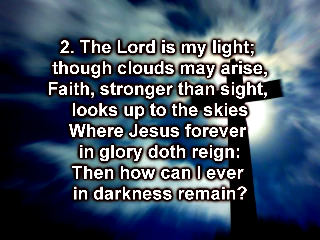 2. The Lord is my light;
though clouds may arise,
Faith, stronger than sight,
looks up to the skies
Where Jesus forever
in glory doth reign:
Then how can I ever
in darkness remain?